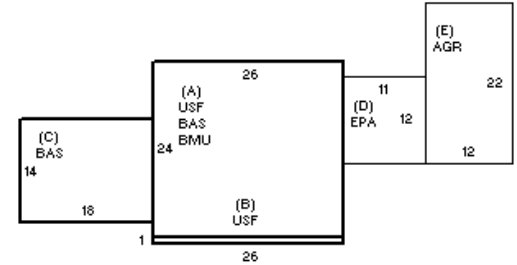 (E)
AGR
22
12
26
(A)
USF
BAS
BMU
24
11
(D)
EPA
12
(C)
BAS
14
18
(B)
USF
1
26